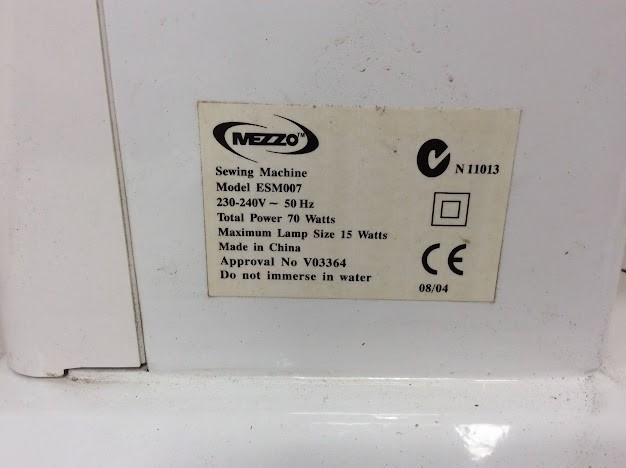 MEZZO™
Sewing Machine
Model ESM007
230-240V ~ 50 Hz
Total Power 70 Watts
Maximum Lamp Size 15 Watts
Made in China
Approval No V03364
Do not immerse in water
N11013
CE
08/04